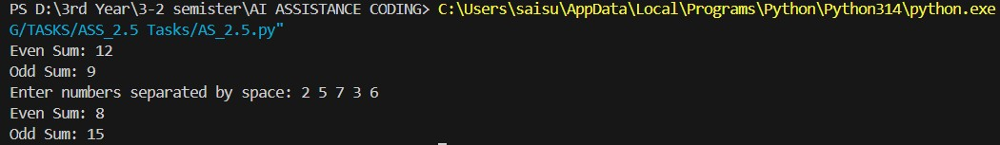 PS D:\3rd Year\3-2 semister\AI ASSISTANCE CODING> C:\Users\saisu\AppData\Local\Programs\Python\Python314\python.exe
G/TASKS/ASS_2.5 Tasks/AS_2.5.py"
Even Sum: 12
Odd Sum: 9
Enter numbers separated by space: 2 5 7 3 6
Even Sum: 8
Odd Sum: 15